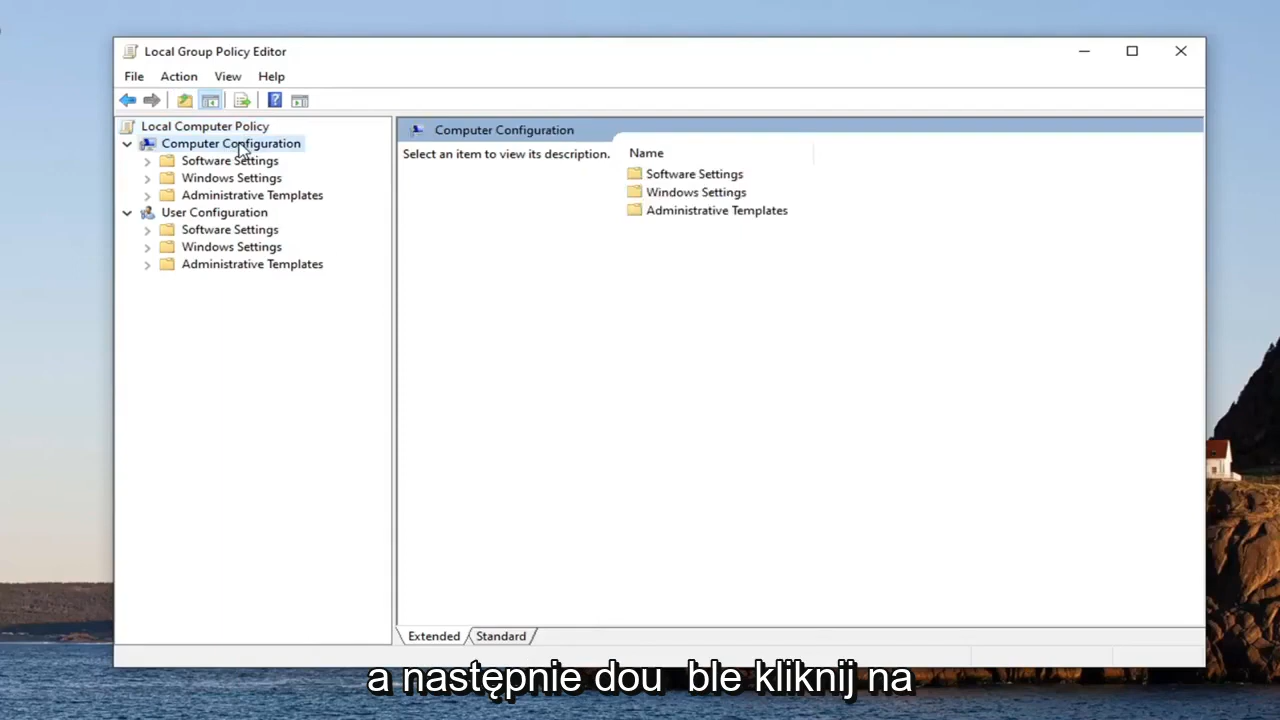 Local Group Policy Editor
File Action View Help
Local Computer Policy
Computer Configuration
Software Settings
Windows Settings
Administrative Templates
User Configuration
Software Settings
Windows Settings
Administrative Templates
Computer Configuration
Select an item to view its description.
Name
Software Settings
Windows Settings
Administrative Templates
Extended Standard
a następnie dou ble kliknij na